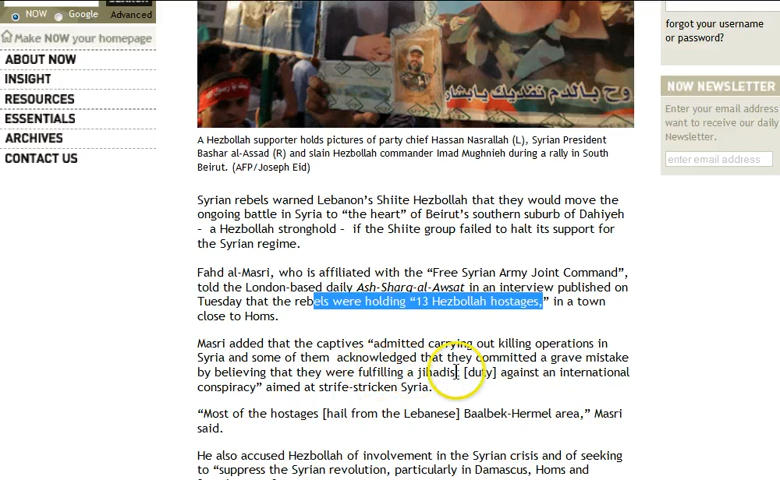 SEARCH
NOW Google Advanced
Make NOW your homepage
ABOUT NOW
INSIGHT
RESOURCES
ESSENTIALS
ARCHIVES
CONTACT US
وح بالدم نفديك يا بشار
A Hezbollah supporter holds pictures of party chief Hassan Nasrallah (L), Syrian President
Bashar al-Assad (R) and slain Hezbollah commander Imad Mughnieh during a rally in South
Beirut. (AFP/Joseph Eid)
Syrian rebels warned Lebanon’s Shiite Hezbollah that they would move the
ongoing battle in Syria to “the heart” of Beirut’s southern suburb of Dahiyeh
– a Hezbollah stronghold – if the Shiite group failed to halt its support for
the Syrian regime.
Fahd al-Masri, who is affiliated with the “Free Syrian Army Joint Command”,
told the London-based daily Ash-Sharq-al-Awsat in an interview published on
Tuesday that the rebels were holding “13 Hezbollah hostages,” in a town
close to Homs.
Masri added that the captives “admitted carrying out killing operations in
Syria and some of them acknowledged that they committed a grave mistake
by believing that they were fulfilling a jihadist [duty] against an international
conspiracy” aimed at strife-stricken Syria.
“Most of the hostages [hail from the Lebanese] Baalbek-Hermel area,” Masri
said.
He also accused Hezbollah of involvement in the Syrian crisis and of seeking
to “suppress the Syrian revolution, particularly in Damascus, Homs and
forgot your username
or password?
NOW NEWSLETTER
Enter your email address
want to receive our daily
Newsletter.
enter email address